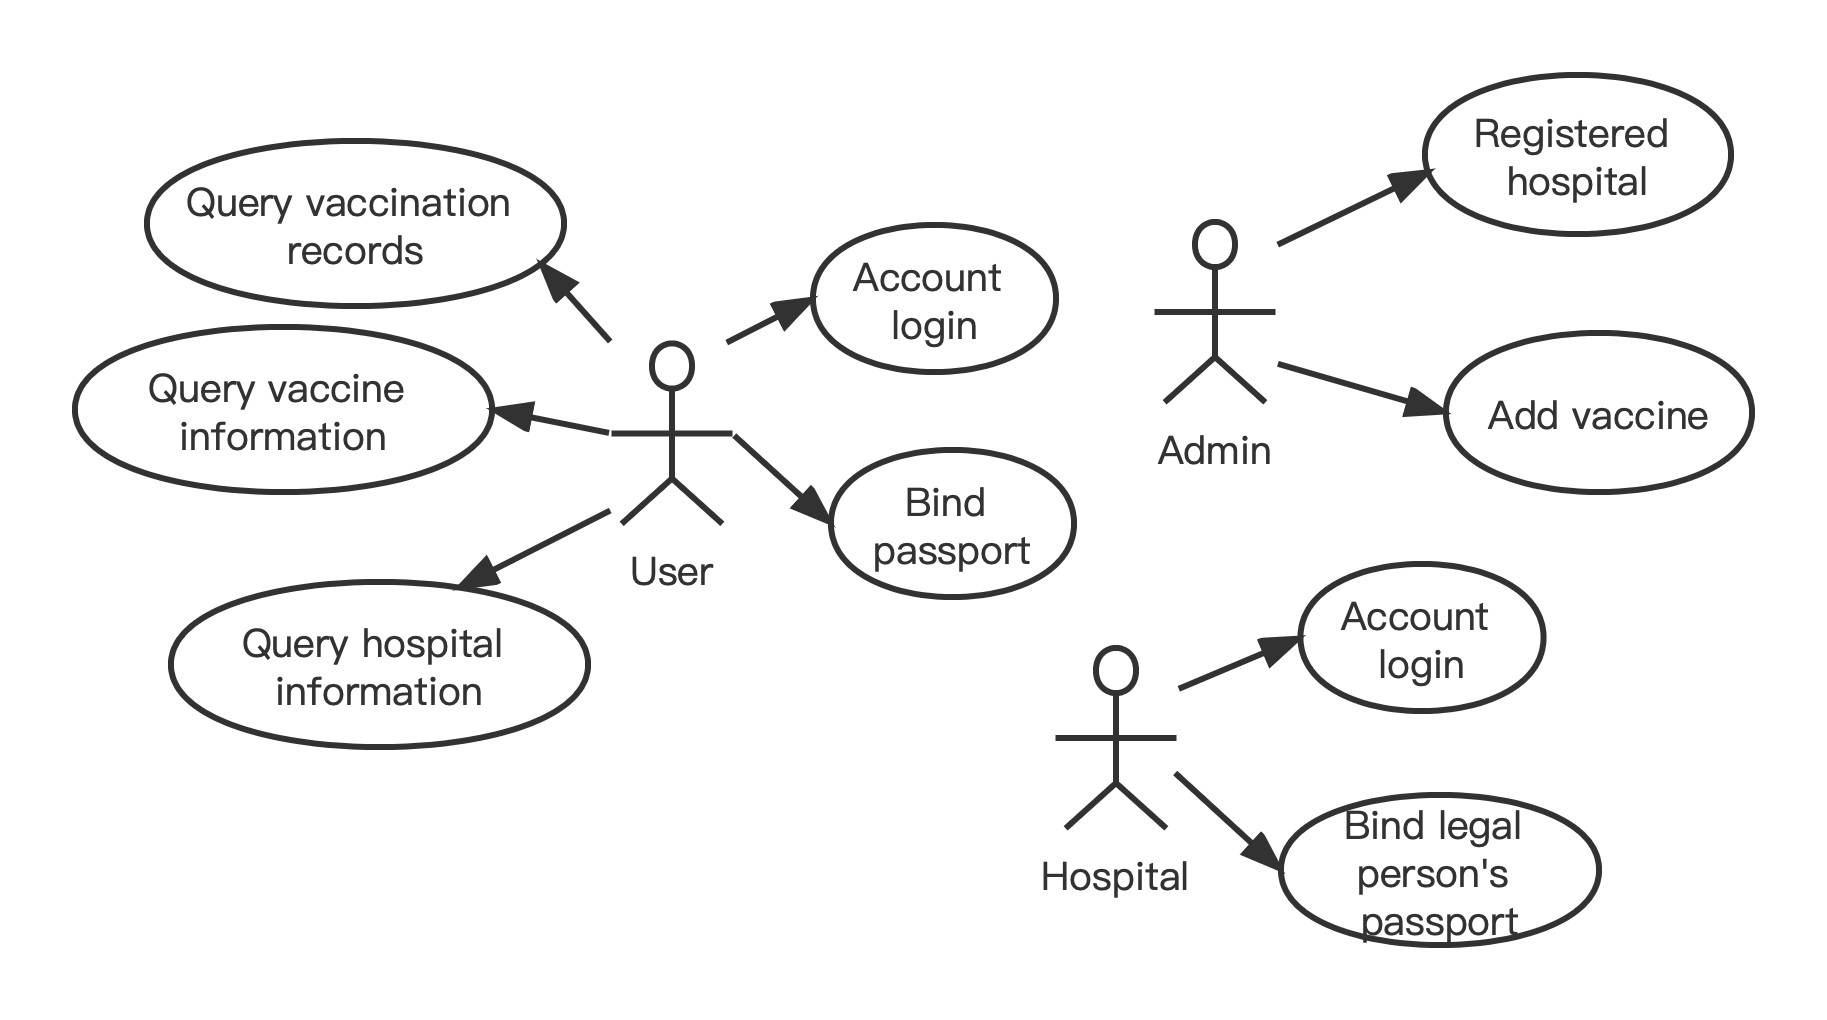 Query vaccination
records
Query vaccine
information
Query hospital
information
User
Account
login
Bind
passport
Registered
hospital
Add vaccine
Admin
Account
login
Bind legal
person's
passport
Hospital